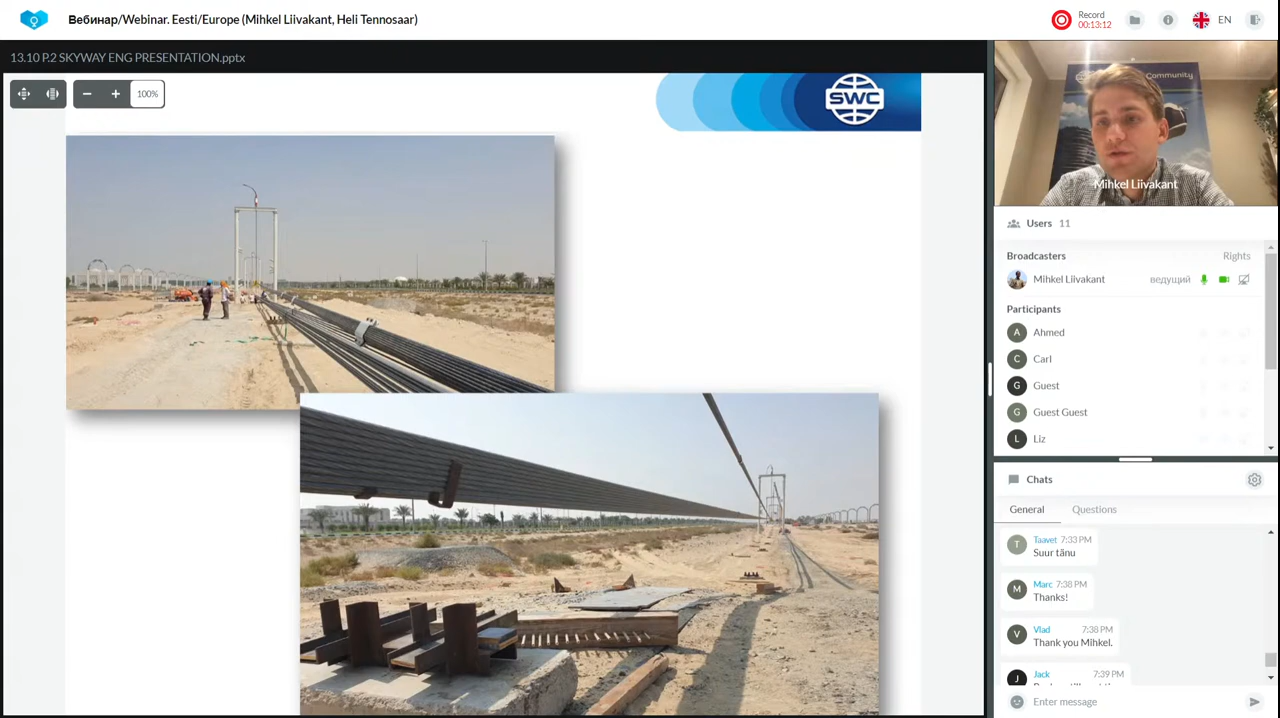 Вебинар/Webinar. Eesti/Europe (Mihkel Liivakant, Heli Tennosaar)
Record
00:13:12
EN
13.10 P.2 SKYWAY ENG PRESENTATION.pptx
100%
SWC
Community
Mihkel Liivakant
Users 11
Broadcasters Rights
Mihkel Liivakant ведущий
Participants
A Ahmed
C Carl
G Guest
G Guest Guest
L Liz
Chats
General Questions
T Taavet 7:33 PM
Suur tänu
M Marc 7:38 PM
Thanks!
V Vlad 7:38 PM
Thank you Mihkel.
J Jack 7:39 PM
Enter message